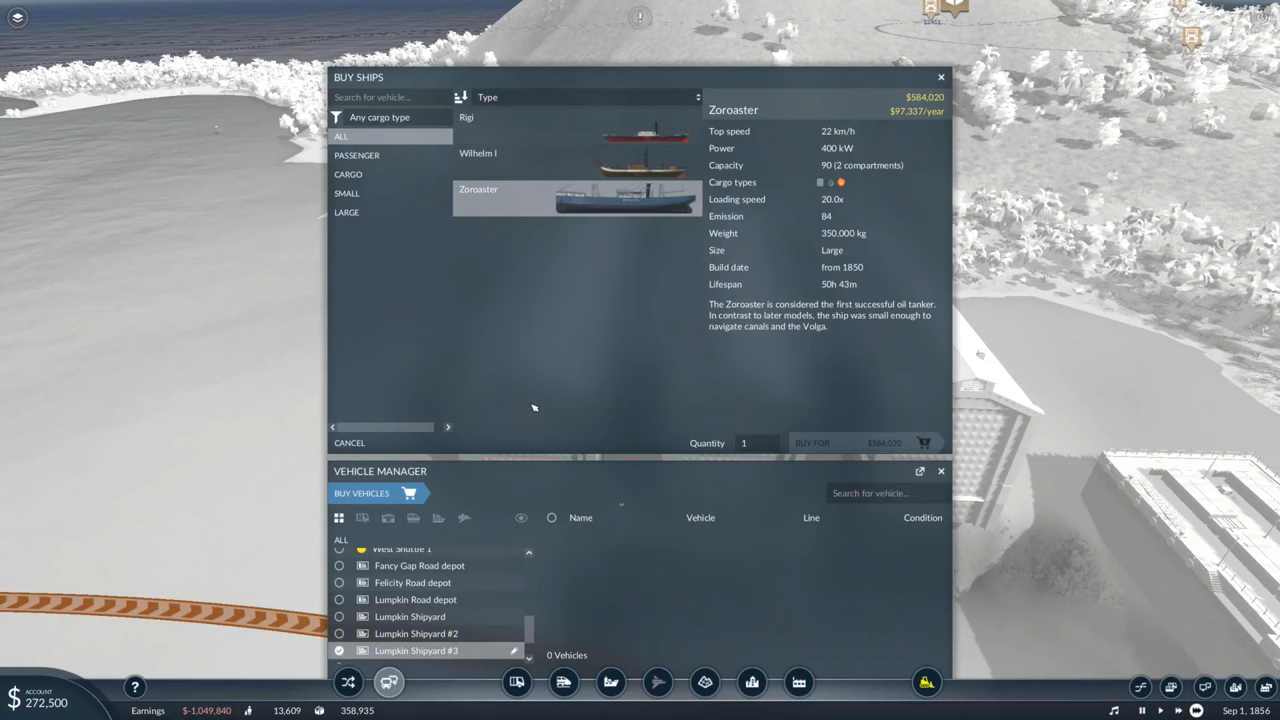 BUY SHIPS
Search for vehicle...
Type
Any cargo type
ALL
PASSENGER
CARGO
SMALL
LARGE
Rigi
Wilhelm I
Zoroaster
$584,020
Zoroaster
$97,337/year
Top speed 22 km/h
Power 400 kW
Capacity 90 (2 compartments)
Cargo types
Loading speed 20.0x
Emission 84
Weight 350,000 kg
Size Large
Build date from 1850
Lifespan 50h 43m
The Zoroaster is considered the first successful oil tanker.
In contrast to later models, the ship was small enough to
navigate canals and the Volga.
CANCEL
Quantity 1
BUY FOR $584,020
VEHICLE MANAGER
BUY VEHICLES
Search for vehicle...
Name Vehicle Line Condition
ALL
West Shuttle 1
Fancy Gap Road depot
Felicity Road depot
Lumpkin Road depot
Lumpkin Shipyard
Lumpkin Shipyard #2
Lumpkin Shipyard #3
0 Vehicles
ACCOUNT
$ 272,500
?
Earnings $-1,049,840 13,609 358,935
Sep 1, 1856